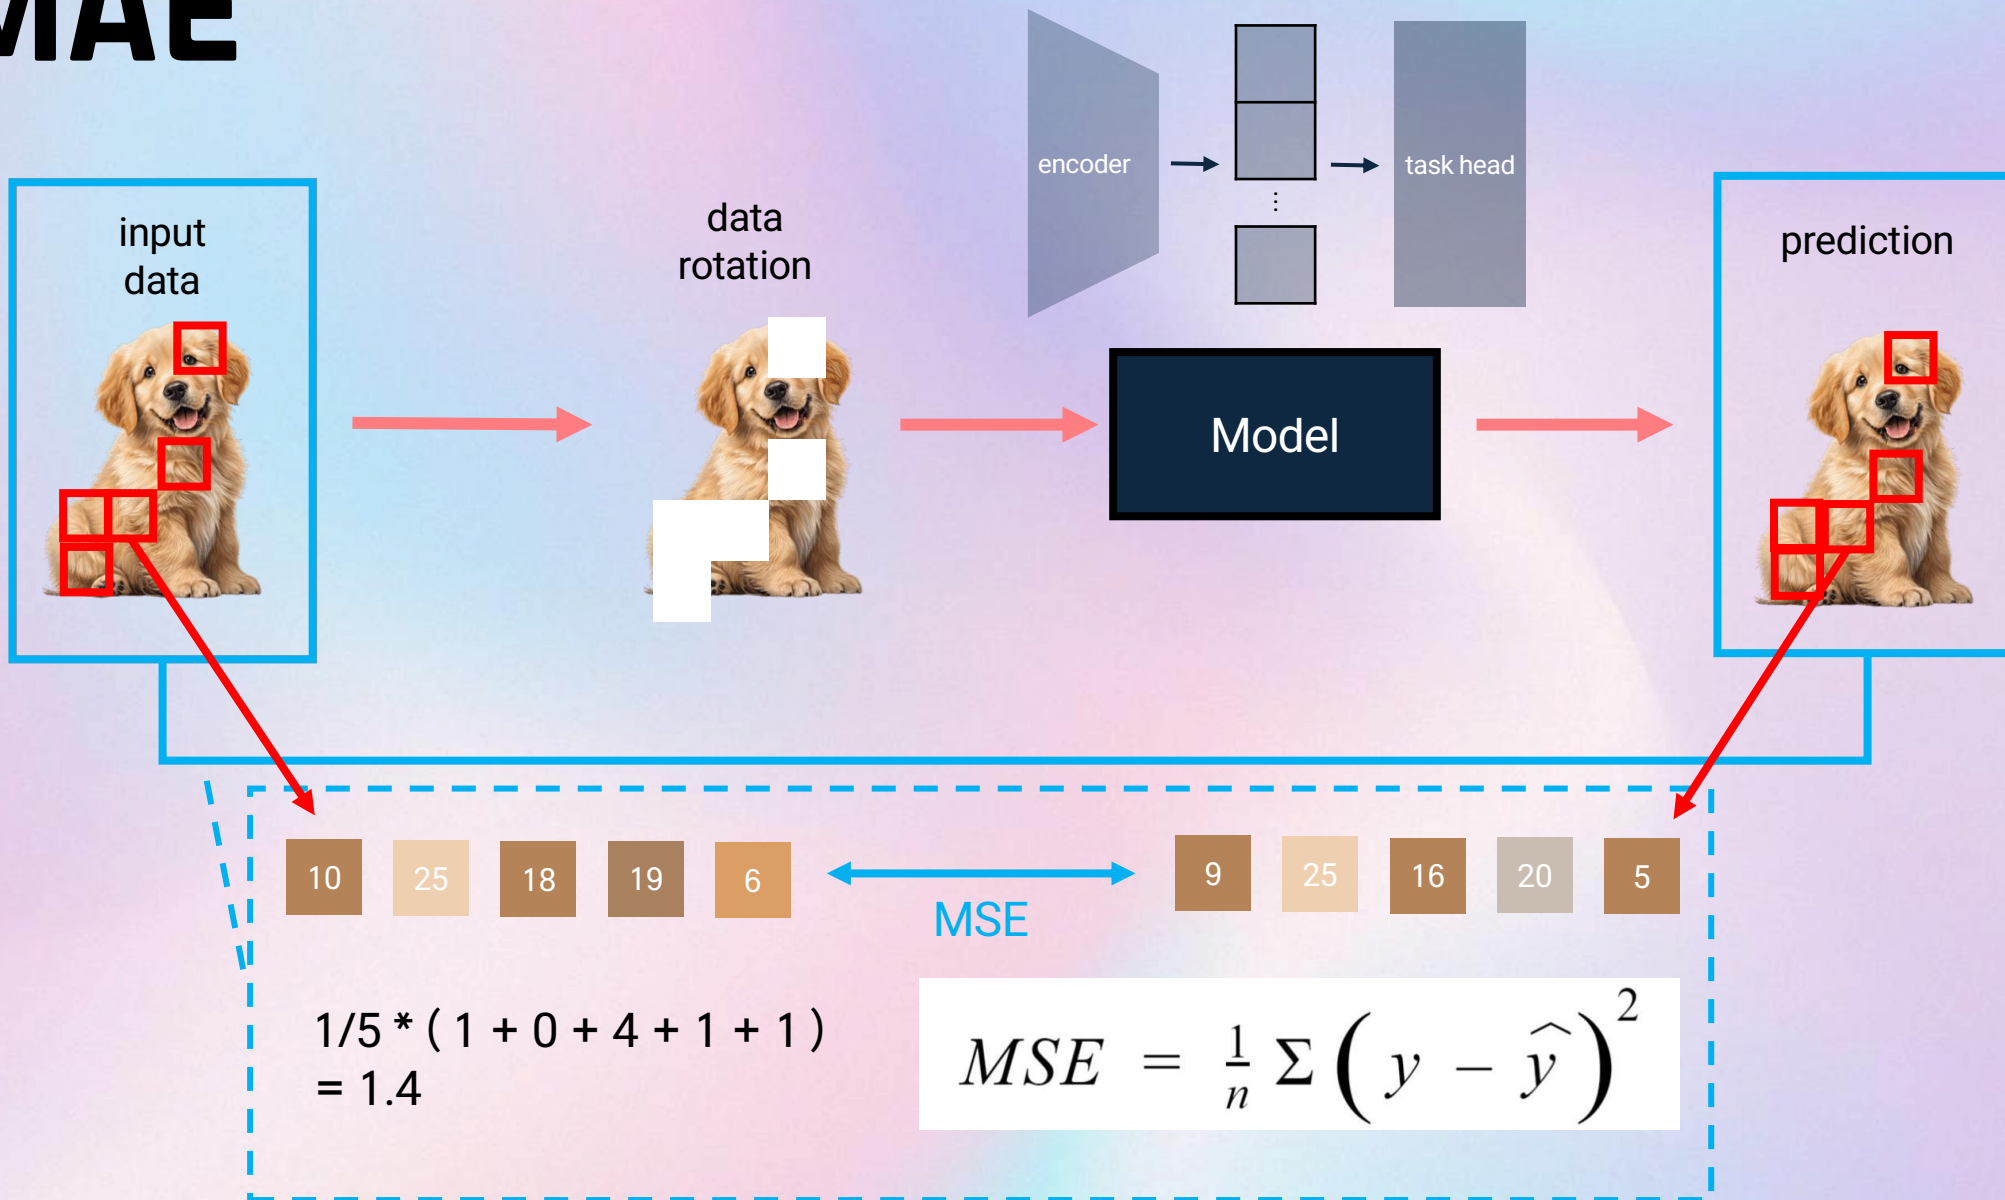 MAE
input
data
data
rotation
encoder
⋮
task head
prediction
Model
10 25 18 19 6
MSE
9 25 16 20 5
1/5 * ( 1 + 0 + 4 + 1 + 1 )
= 1.4
MSE = 1/n Σ ( y − ŷ )²